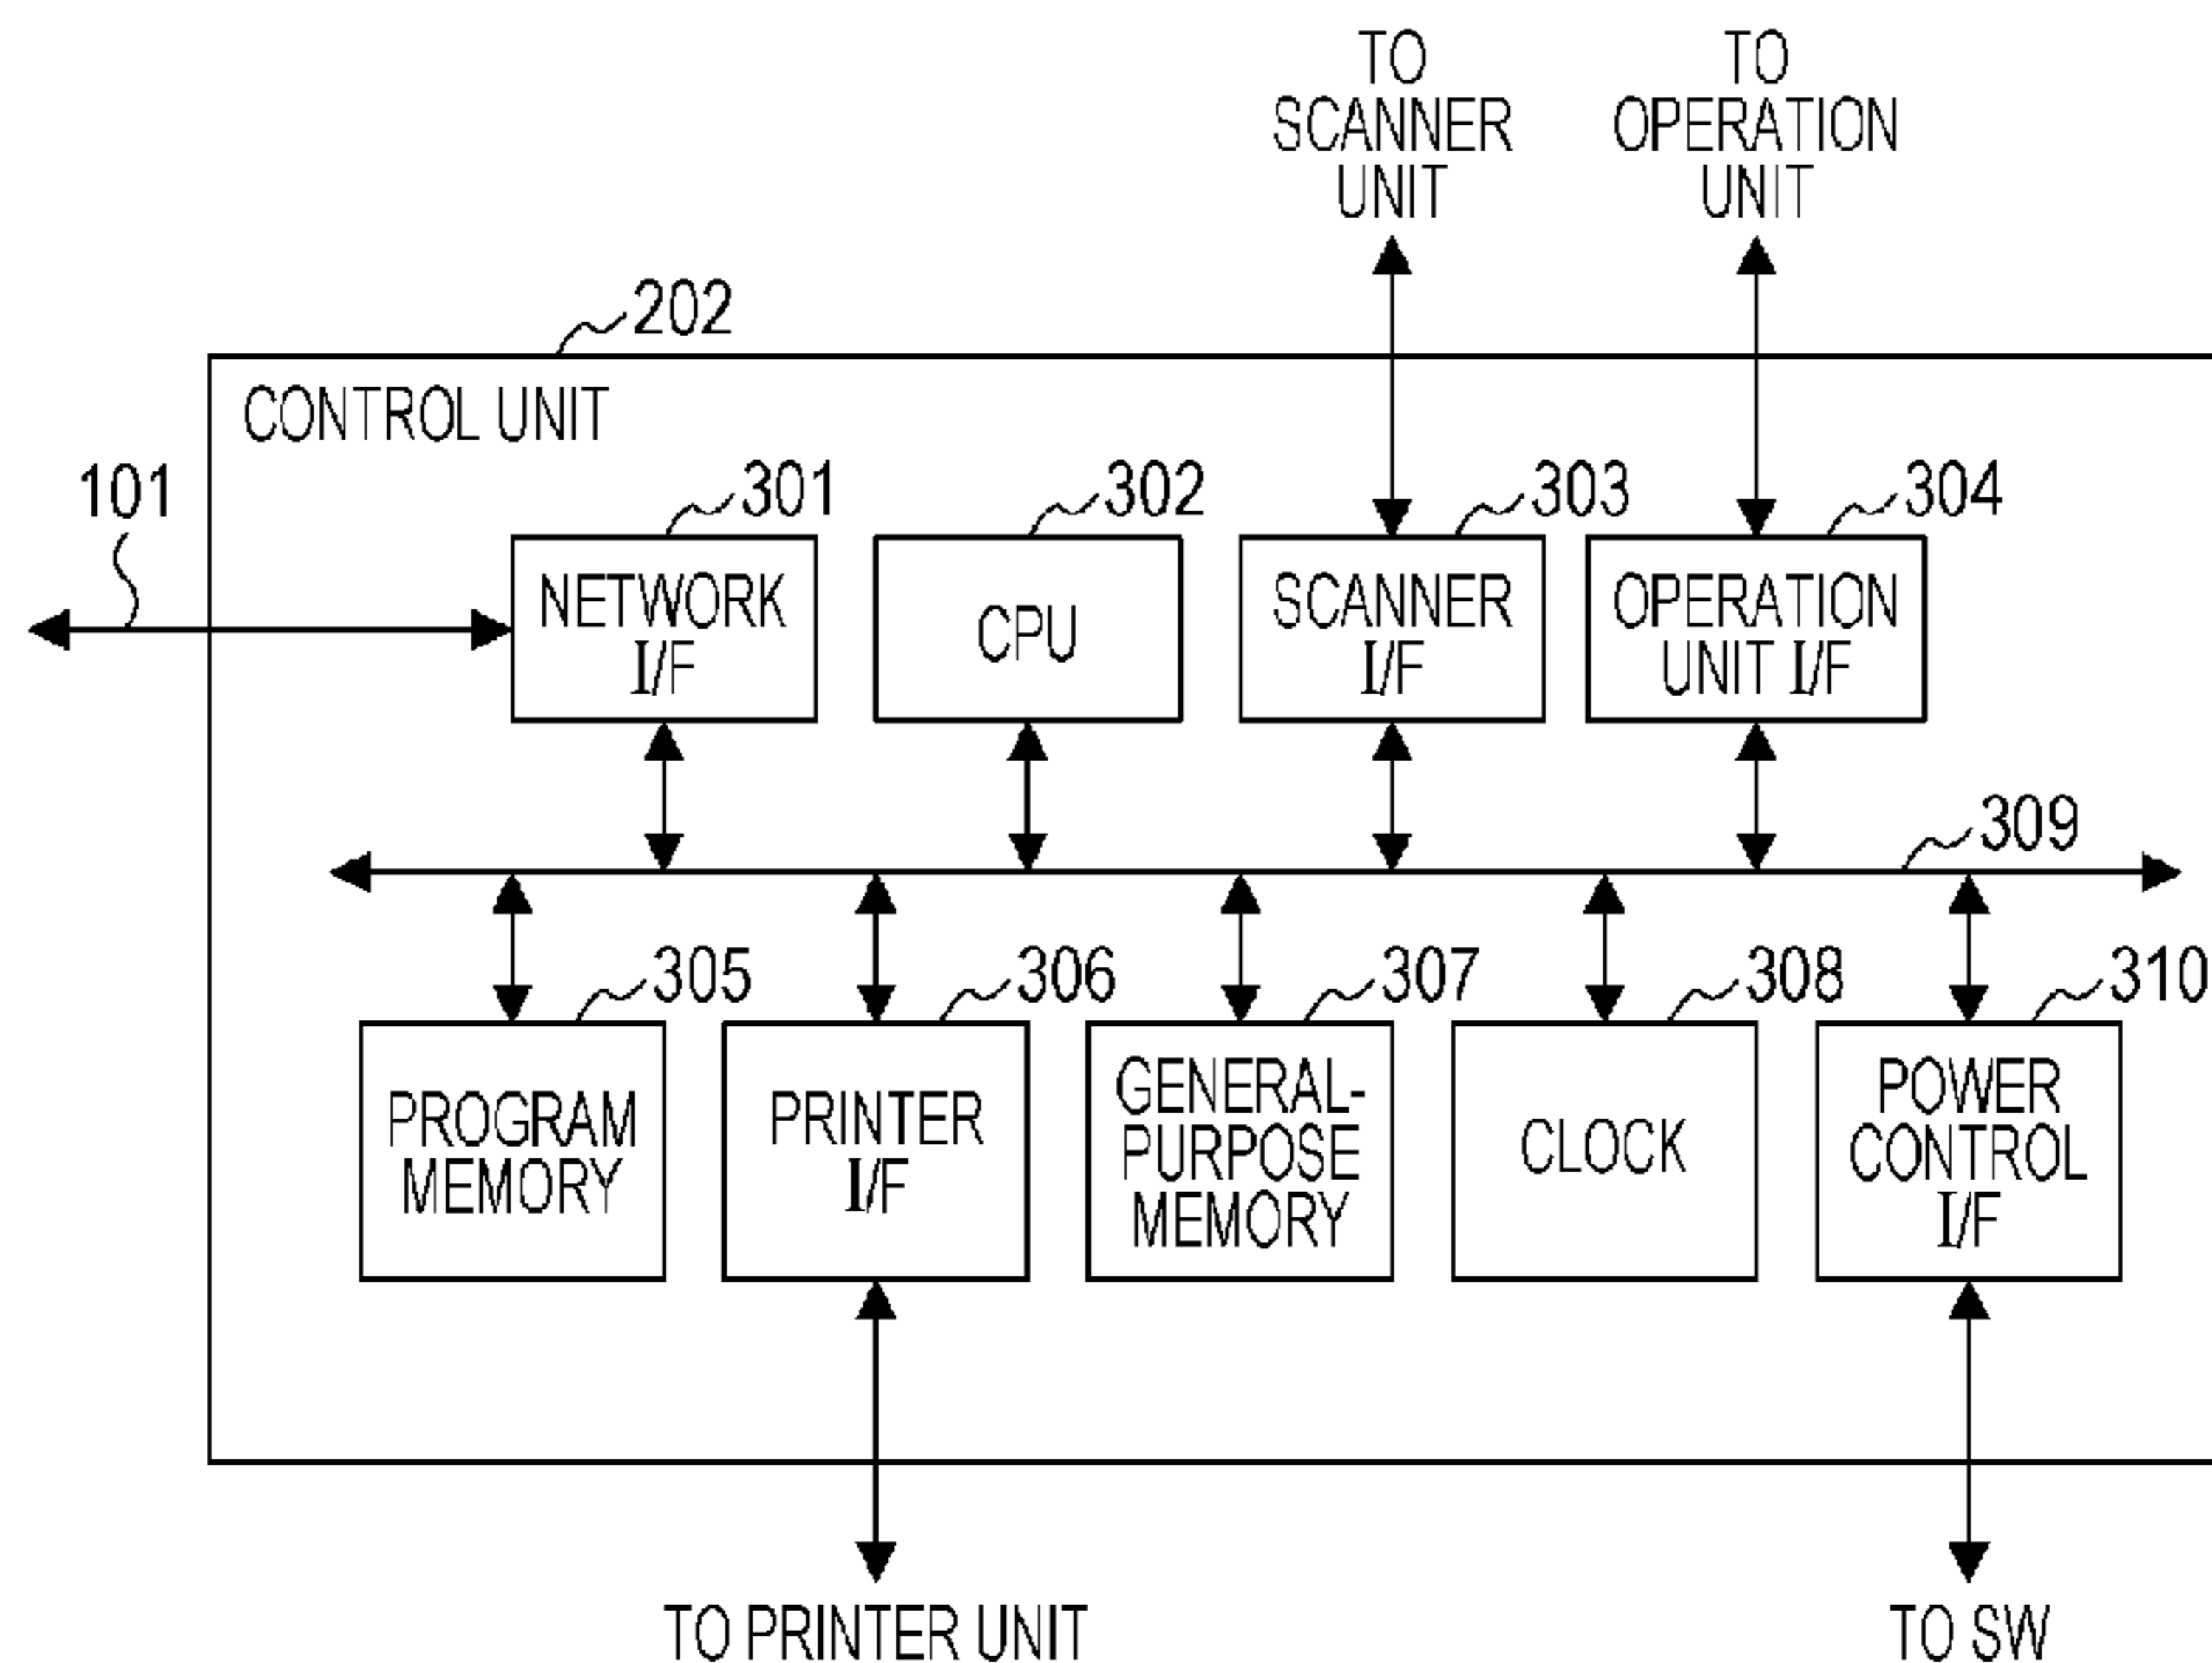 TO
SCANNER
UNIT
TO
OPERATION
UNIT
202
CONTROL UNIT
101
301
302
303
304
NETWORK
I/F
CPU
SCANNER
I/F
OPERATION
UNIT I/F
309
305
306
307
308
310
PROGRAM
MEMORY
PRINTER
I/F
GENERAL-
PURPOSE
MEMORY
CLOCK
POWER
CONTROL
I/F
TO PRINTER UNIT
TO SW